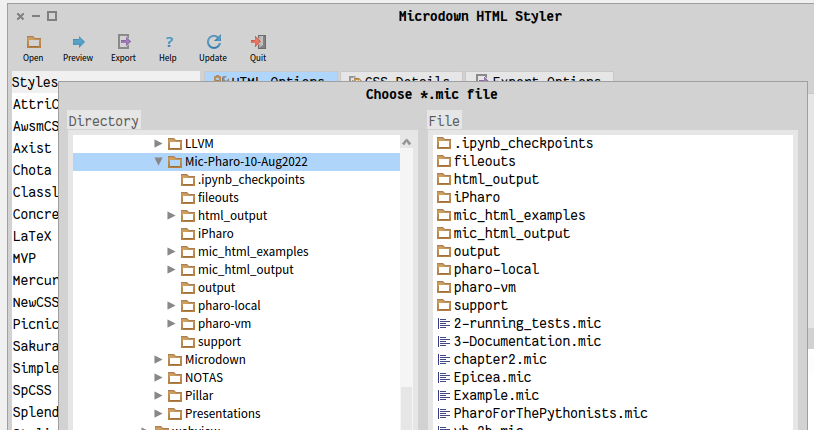 Microdown HTML Styler
Open Preview Export Help Update Quit
Styles HTML Options CSS Details Export Options
Choose *.mic file
Directory
File
AttriC
AwsmCS
Axist
Chota
Classl
Concre
LaTeX
MVP
Mercur
NewCSS
Picnic
Sakura
Simple
SpCSS
Splend
LLVM
Mic-Pharo-10-Aug2022
.ipynb_checkpoints
fileouts
html_output
iPharo
mic_html_examples
mic_html_output
output
pharo-local
pharo-vm
support
Microdown
NOTAS
Pillar
Presentations
webview
.ipynb_checkpoints
fileouts
html_output
iPharo
mic_html_examples
mic_html_output
output
pharo-local
pharo-vm
support
2-running_tests.mic
3-Documentation.mic
chapter2.mic
Epicea.mic
Example.mic
PharoForThePythonists.mic